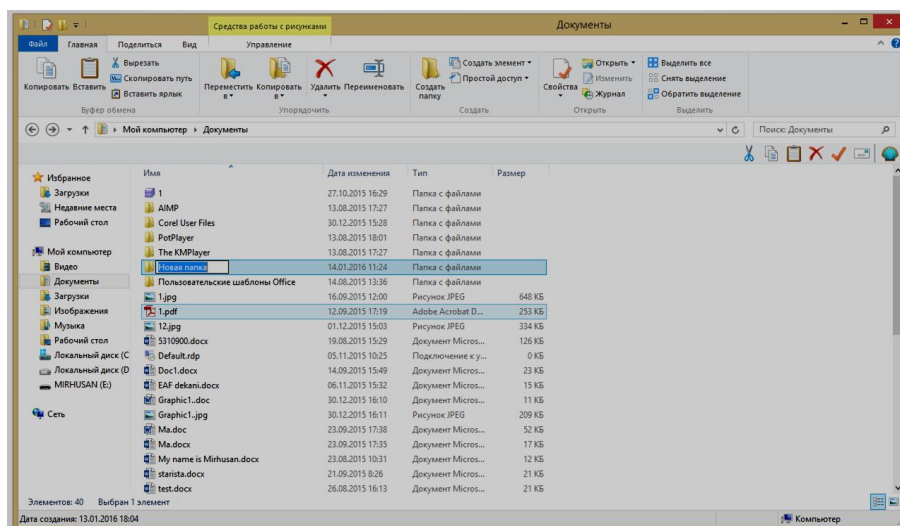 Средства работы с рисунками
Документы
Файл Главная Поделиться Вид Управление
Копировать Вставить
Вырезать
Скопировать путь
Вставить ярлык
Буфер обмена
Переместить в Копировать в Удалить Переименовать
Упорядочить
Создать папку
Создать элемент
Простой доступ
Создать
Свойства
Открыть
Изменить
Журнал
Открыть
Выделить все
Снять выделение
Обратить выделение
Выделить
Мой компьютер Документы
Поиск: Документы
Избранное
Загрузки
Недавние места
Рабочий стол
Мой компьютер
Видео
Документы
Загрузки
Изображения
Музыка
Рабочий стол
Локальный диск (C
Локальный диск (D
MIRHUSAN (E:)
Сеть
Имя Дата изменения Тип Размер
1 27.10.2015 16:29 Папка с файлами
AIMP 13.08.2015 17:27 Папка с файлами
Corel User Files 30.12.2015 15:28 Папка с файлами
PotPlayer 13.08.2015 18:01 Папка с файлами
The KMPlayer 13.08.2015 17:27 Папка с файлами
Новая папка 14.01.2016 11:24 Папка с файлами
Пользовательские шаблоны Office 14.08.2015 13:36 Папка с файлами
1.jpg 16.09.2015 12:00 Рисунок JPEG 648 КБ
1.pdf 12.09.2015 17:19 Adobe Acrobat D... 253 КБ
12.jpg 01.12.2015 15:03 Рисунок JPEG 334 КБ
5310900.docx 19.08.2015 15:29 Документ Micros... 126 КБ
Default.rdp 05.11.2015 10:25 Подключение к у... 0 КБ
Doc1.docx 14.09.2015 15:49 Документ Micros... 23 КБ
EAF dekani.docx 06.11.2015 15:32 Документ Micros... 15 КБ
Graphic1..doc 30.12.2015 16:10 Документ Micros... 11 КБ
Graphic1..jpg 30.12.2015 16:11 Рисунок JPEG 209 КБ
Ma.doc 23.09.2015 17:38 Документ Micros... 52 КБ
Ma.docx 23.09.2015 17:35 Документ Micros... 17 КБ
My name is Mirhusan.docx 23.08.2015 10:31 Документ Micros... 12 КБ
starista.docx 21.09.2015 8:26 Документ Micros... 21 КБ
test.docx 26.08.2015 16:13 Документ Micros... 21 КБ
Элементов: 40 Выбран 1 элемент
Дата создания: 13.01.2016 18:04 Компьютер